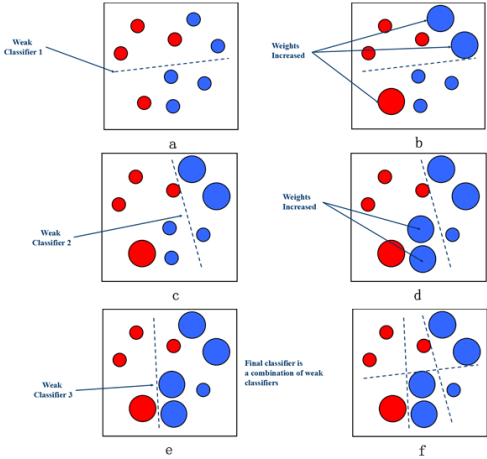 Weak
Classifier 1
a
Weights
Increased
b
Weak
Classifier 2
c
Weights
Increased
d
Weak
Classifier 3
e
Final classifier is
a combination of weak
classifiers
f